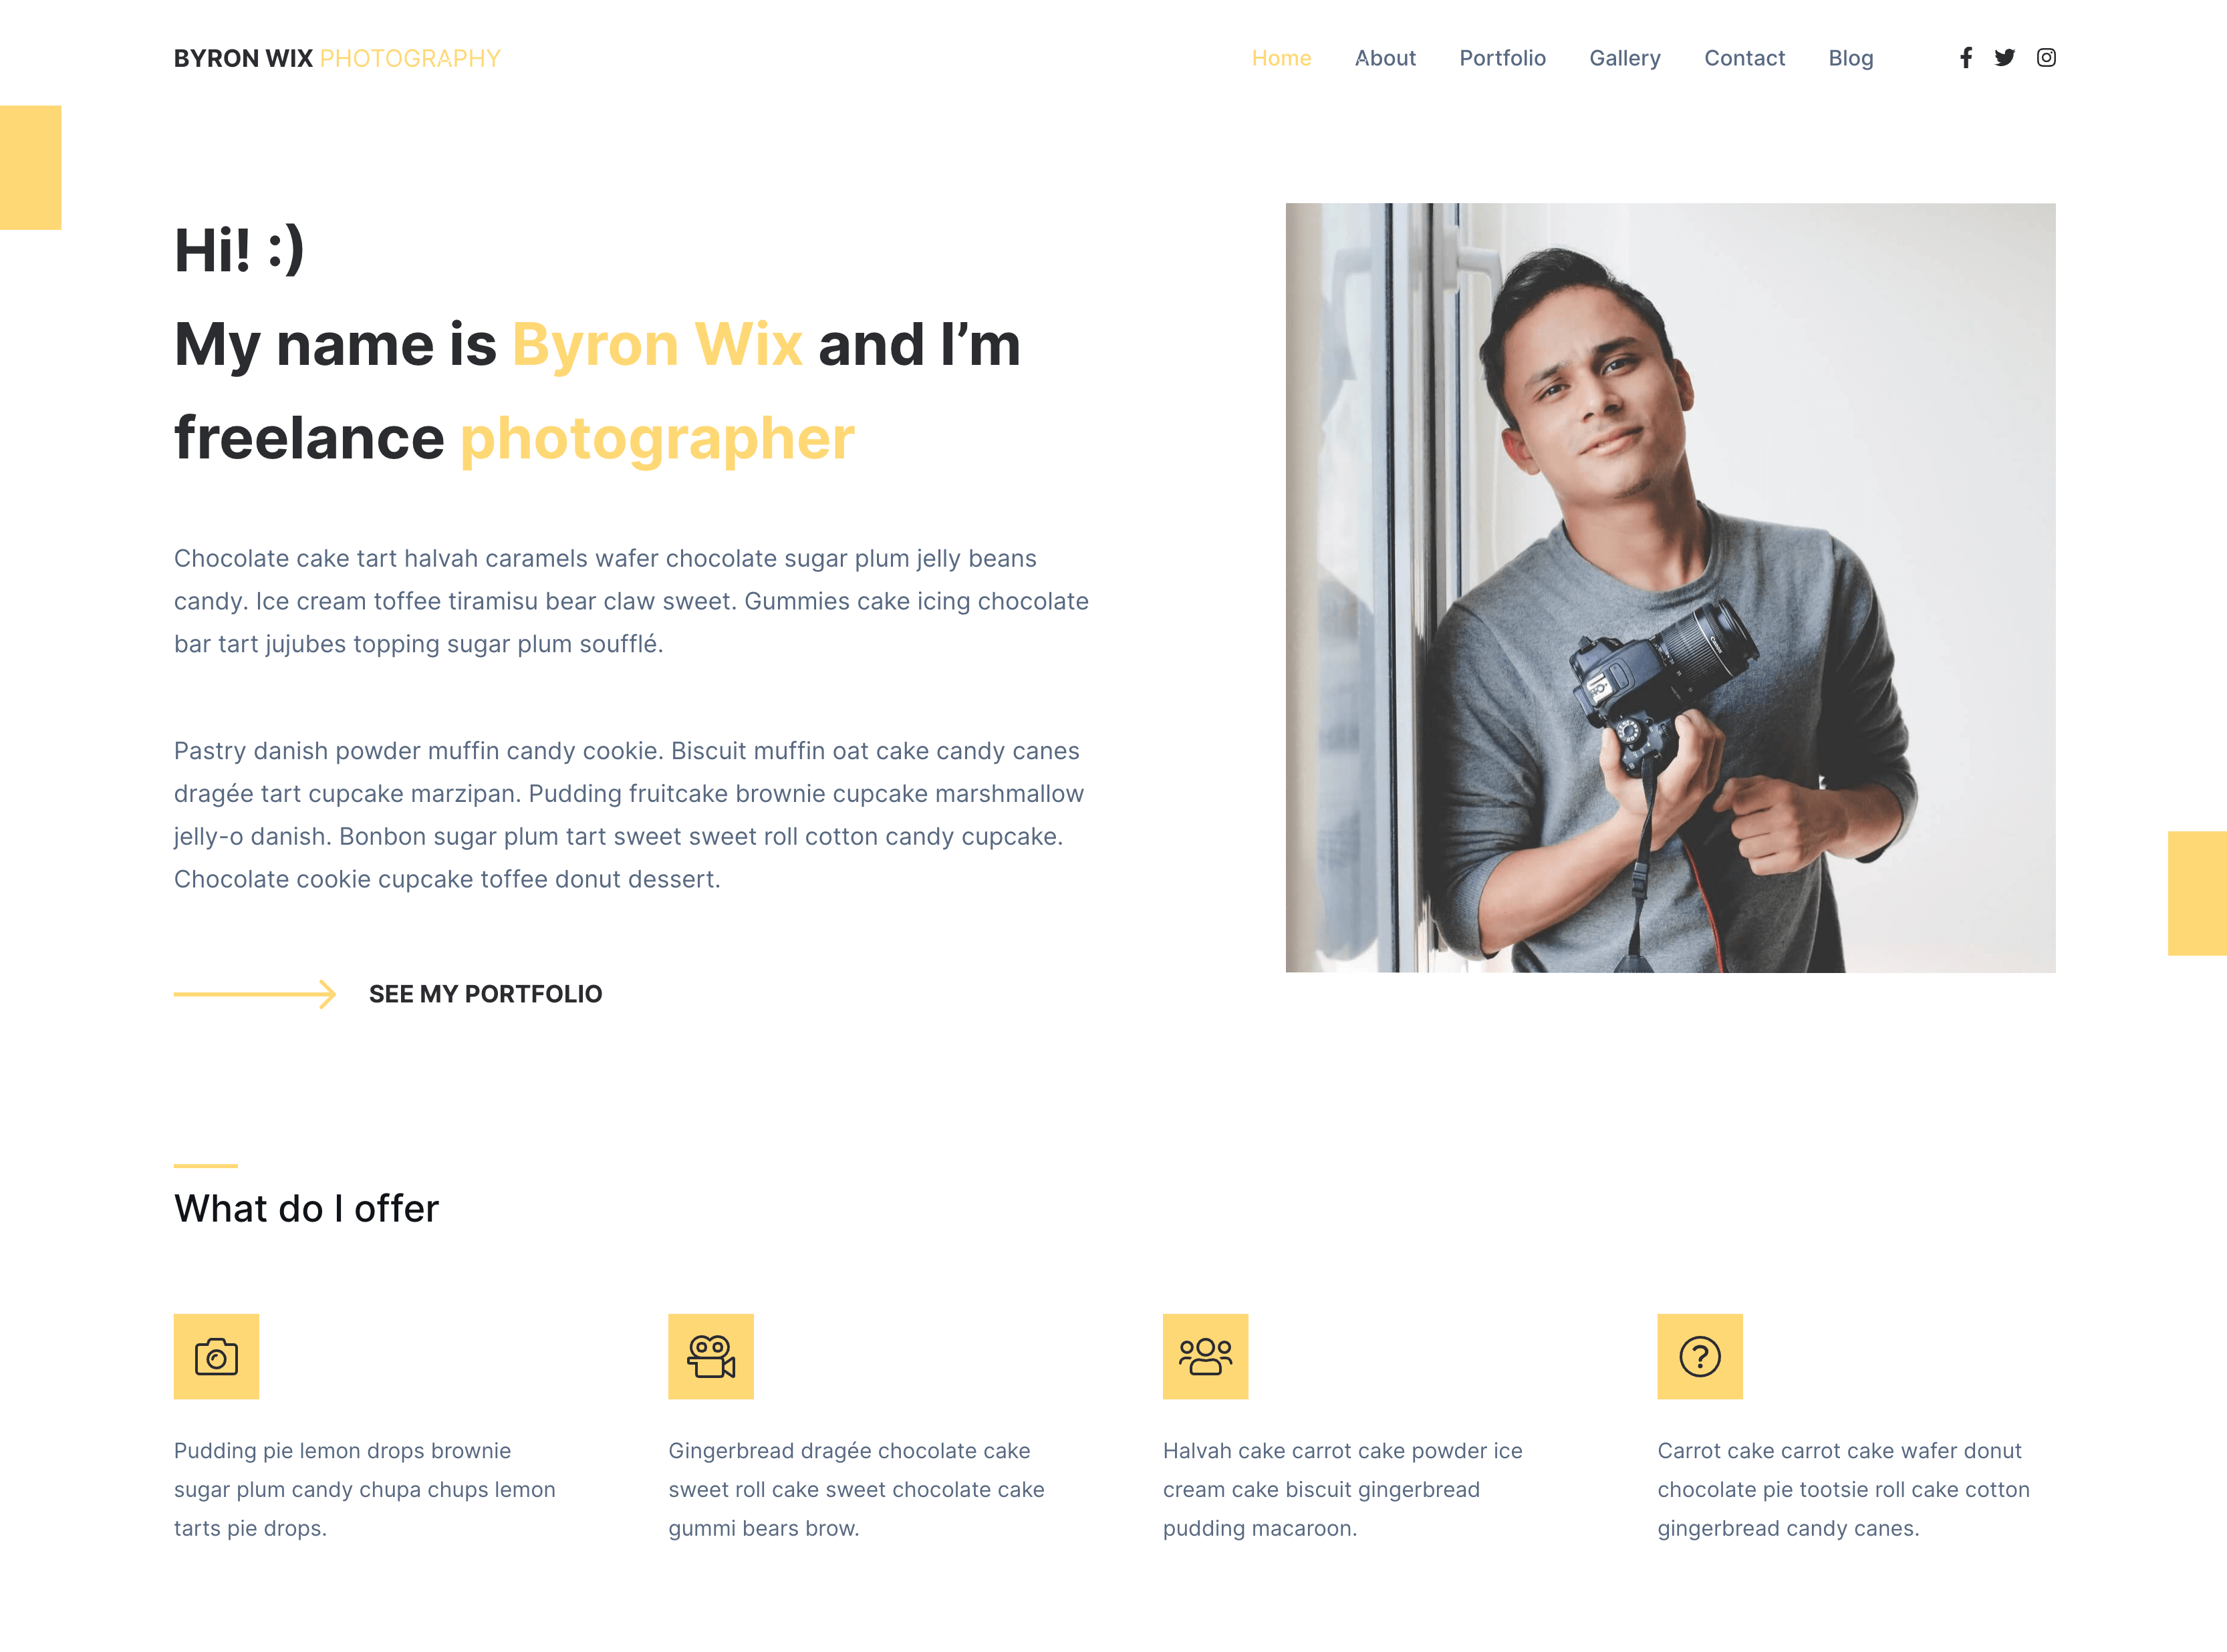 BYRON WIX PHOTOGRAPHY
Home About Portfolio Gallery Contact Blog
Hi! :)
My name is Byron Wix and I’m
freelance photographer
Chocolate cake tart halvah caramels wafer chocolate sugar plum jelly beans
candy. Ice cream toffee tiramisu bear claw sweet. Gummies cake icing chocolate
bar tart jujubes topping sugar plum soufflé.
Pastry danish powder muffin candy cookie. Biscuit muffin oat cake candy canes
dragée tart cupcake marzipan. Pudding fruitcake brownie cupcake marshmallow
jelly-o danish. Bonbon sugar plum tart sweet sweet roll cotton candy cupcake.
Chocolate cookie cupcake toffee donut dessert.
SEE MY PORTFOLIO
Canon
What do I offer
Pudding pie lemon drops brownie
sugar plum candy chupa chups lemon
tarts pie drops.
Gingerbread dragée chocolate cake
sweet roll cake sweet chocolate cake
gummi bears brow.
Halvah cake carrot cake powder ice
cream cake biscuit gingerbread
pudding macaroon.
Carrot cake carrot cake wafer donut
chocolate pie tootsie roll cake cotton
gingerbread candy canes.